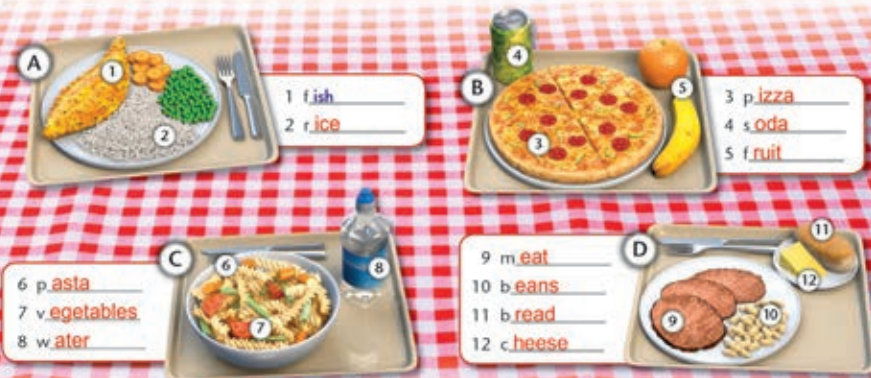 A
1
2
1 fish
2 rice
B
4
5
3
3 pizza
4 soda
5 fruit
C
6
7
8
6 pasta
7 vegetables
8 water
9 meat
10 beans
11 bread
12 cheese
D
11
12
9
10